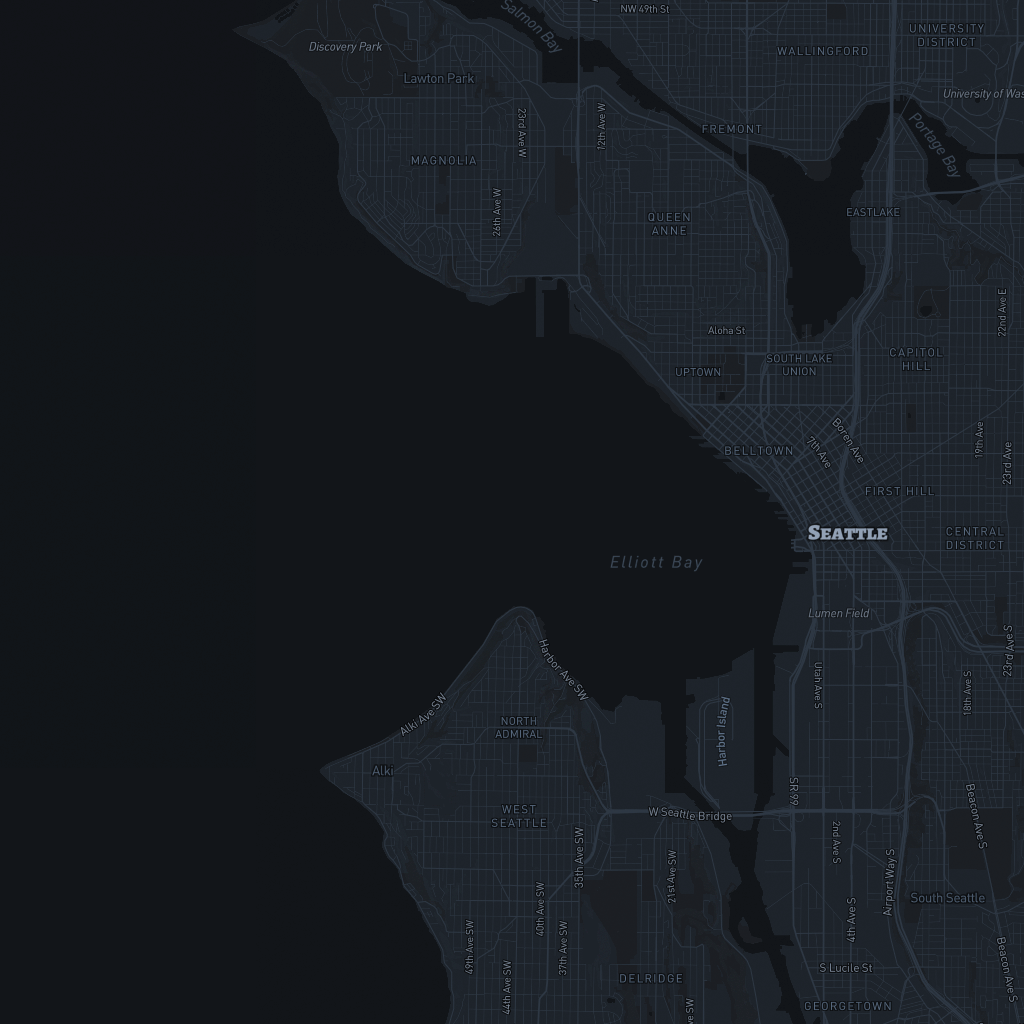 NW 49th St
Salmon Bay
UNIVERSITY
DISTRICT
Discovery Park
WALLINGFORD
Lawton Park
University of Was
23rd Ave W
12th Ave W
FREMONT
Portage Bay
MAGNOLIA
26th Ave W
EASTLAKE
QUEEN
ANNE
22nd Ave E
Aloha St
CAPITOL
HILL
SOUTH LAKE
UNION
UPTOWN
Boren Ave
7th Ave
19th Ave
23rd Ave
BELLTOWN
FIRST HILL
SEATTLE
CENTRAL
DISTRICT
Elliott Bay
Lumen Field
23rd Ave S
Harbor Ave SW
Utah Ave S
18th Ave S
Alki Ave SW
NORTH
ADMIRAL
Harbor Island
Alki
SR 99
WEST
SEATTLE
W Seattle Bridge
Beacon Ave S
2nd Ave S
35th Ave SW
21st Ave SW
Airport Way S
South Seattle
40th Ave SW
4th Ave S
49th Ave SW
37th Ave SW
44th Ave SW
Beacon Ave S
S Lucile St
DELRIDGE
GEORGETOWN
ve SW